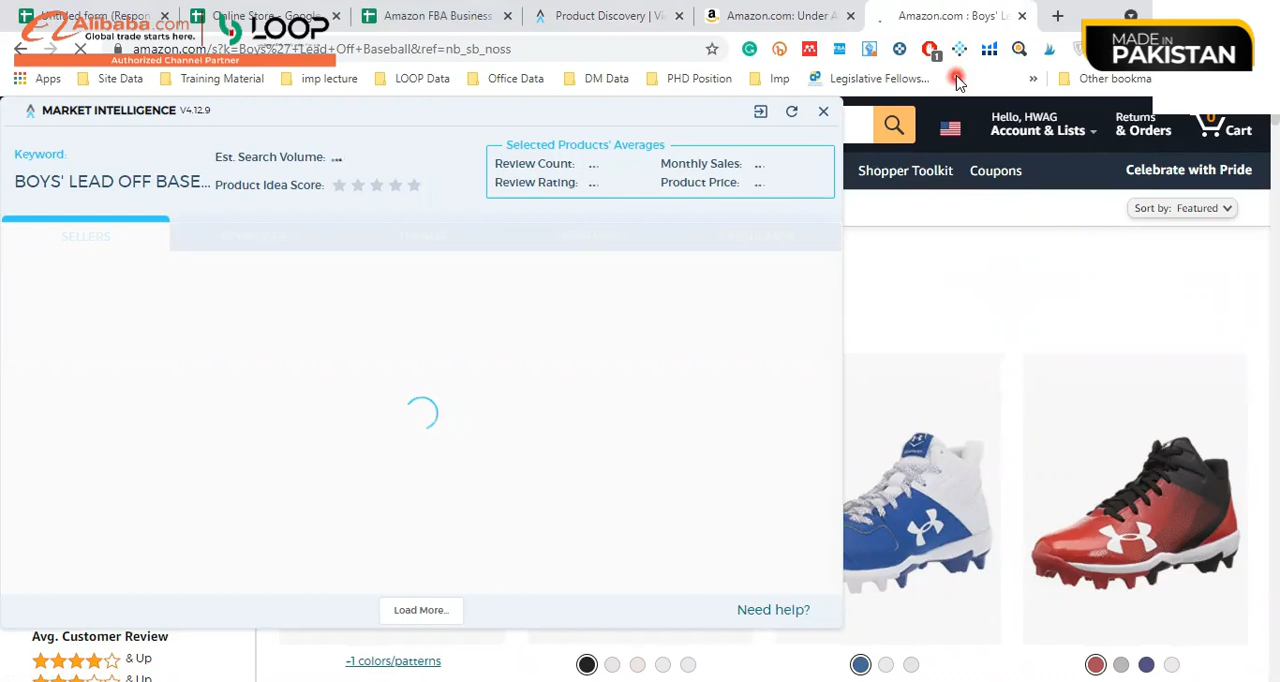 Untitled form (Respon
Online Store - Google
Amazon FBA Business
Product Discovery | Vi
Amazon.com: Under A
Amazon.com : Boys' Le
EZ Alibaba.com
Global trade starts here.
Authorized Channel Partner
LOOP
MADE IN
PAKISTAN
amazon.com/s?k=Boys%27+Lead+Off+Baseball&ref=nb_sb_noss
1
Apps
Site Data
Training Material
imp lecture
LOOP Data
Office Data
DM Data
PHD Position
Imp
Legislative Fellows...
»
Other bookma
MARKET INTELLIGENCE V4.12.9
Keyword:
BOYS' LEAD OFF BASE...
Est. Search Volume: ...
Product Idea Score:
Selected Products' Averages
Review Count: ...
Monthly Sales: ...
Review Rating: ...
Product Price: ...
SELLERS
Load More...
Need help?
Hello, HWAG
Account & Lists
Returns
& Orders
0
Cart
Shopper Toolkit
Coupons
Celebrate with Pride
Sort by: Featured
Avg. Customer Review
& Up
& Up
+1 colors/patterns